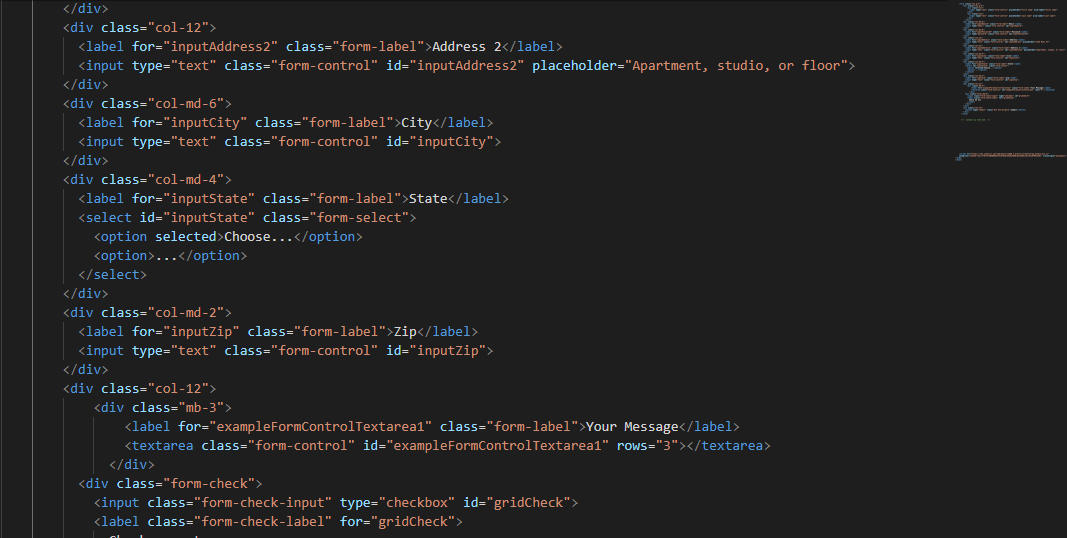 </div>
<div class="col-12">
<label for="inputAddress2" class="form-label">Address 2</label>
<input type="text" class="form-control" id="inputAddress2" placeholder="Apartment, studio, or floor">
</div>
<div class="col-md-6">
<label for="inputCity" class="form-label">City</label>
<input type="text" class="form-control" id="inputCity">
</div>
<div class="col-md-4">
<label for="inputState" class="form-label">State</label>
<select id="inputState" class="form-select">
<option selected>Choose...</option>
<option>...</option>
</select>
</div>
<div class="col-md-2">
<label for="inputZip" class="form-label">Zip</label>
<input type="text" class="form-control" id="inputZip">
</div>
<div class="col-12">
<div class="mb-3">
<label for="exampleFormControlTextarea1" class="form-label">Your Message</label>
<textarea class="form-control" id="exampleFormControlTextarea1" rows="3"></textarea>
</div>
<div class="form-check">
<input class="form-check-input" type="checkbox" id="gridCheck">
<label class="form-check-label" for="gridCheck">